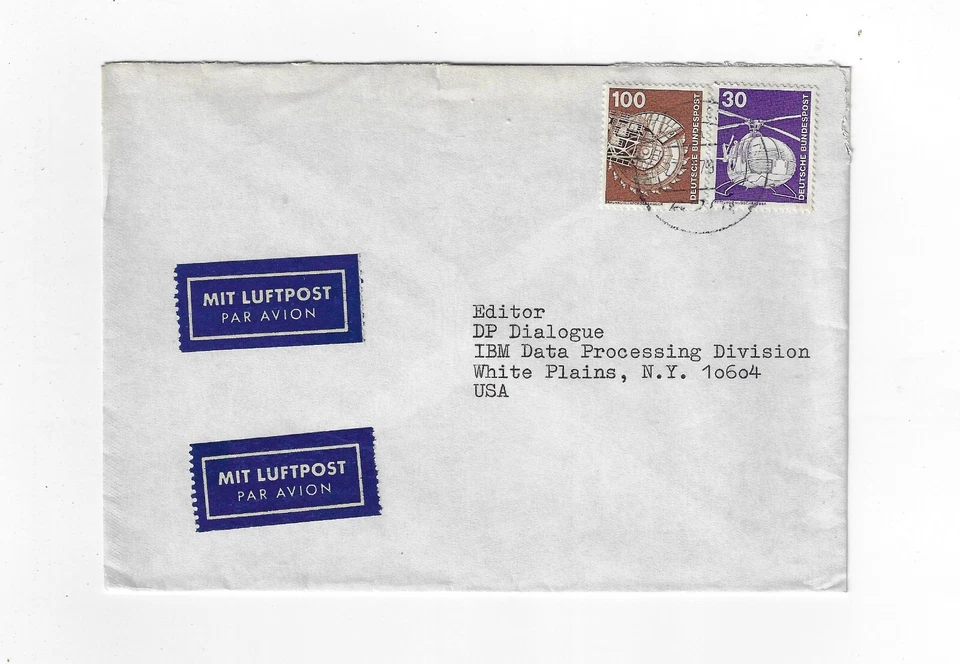 100
DEUTSCHE BUNDESPOST
30
DEUTSCHE BUNDESPOST
MIT LUFTPOST
PAR AVION
Editor
DP Dialogue
IBM Data Processing Division
White Plains, N.Y. 10604
USA
MIT LUFTPOST
PAR AVION